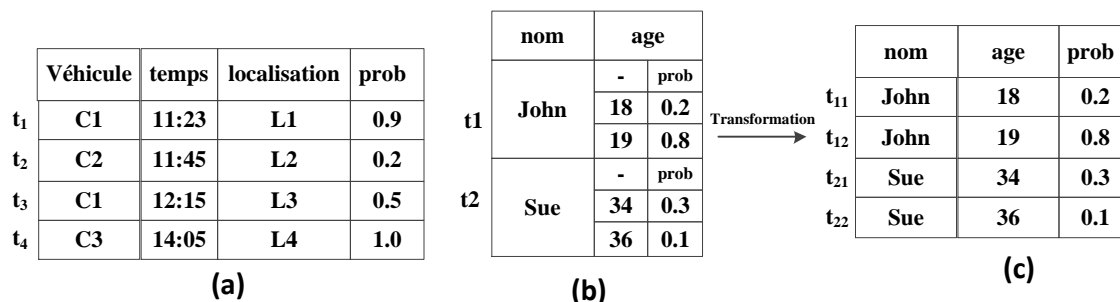 Véhicule temps localisation prob
t1 C1 11:23 L1 0.9
t2 C2 11:45 L2 0.2
t3 C1 12:15 L3 0.5
t4 C3 14:05 L4 1.0
(a)
nom age
- prob
t1 John 18 0.2
19 0.8
- prob
t2 Sue 34 0.3
36 0.1
(b)
Transformation
nom age prob
t11 John 18 0.2
t12 John 19 0.8
t21 Sue 34 0.3
t22 Sue 36 0.1
(c)